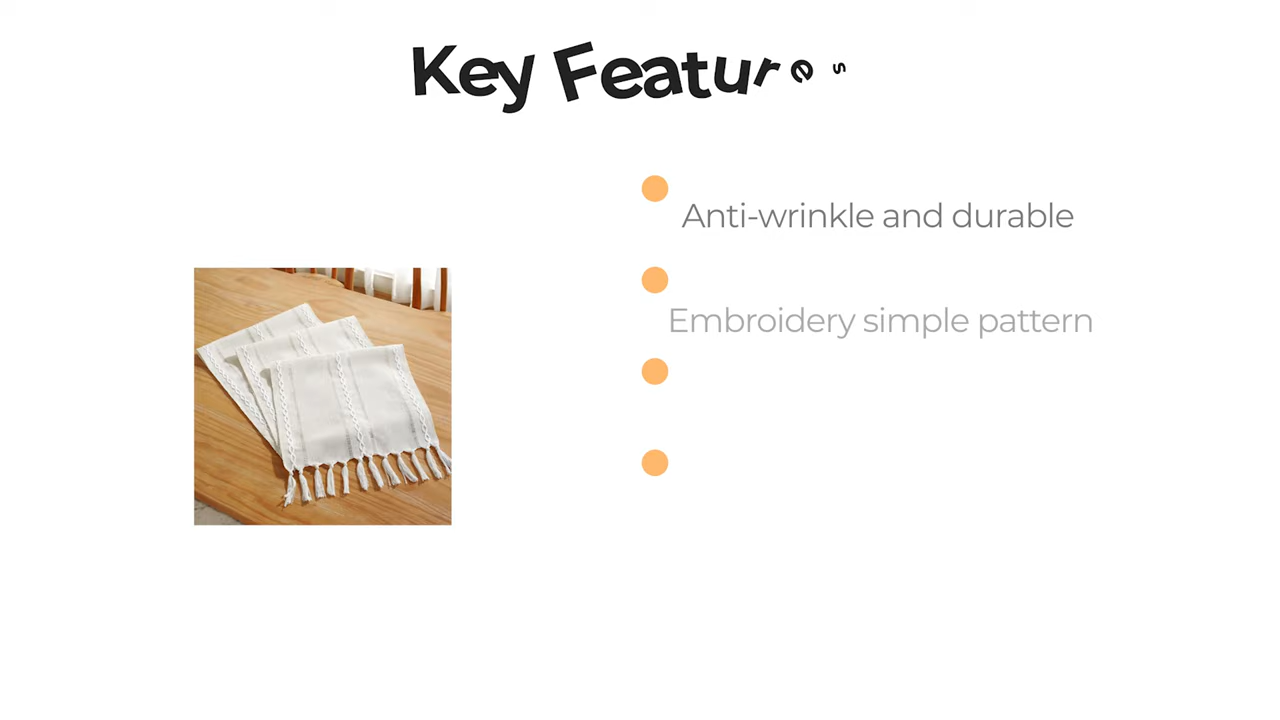 Key Features
Anti-wrinkle and durable
Embroidery simple pattern